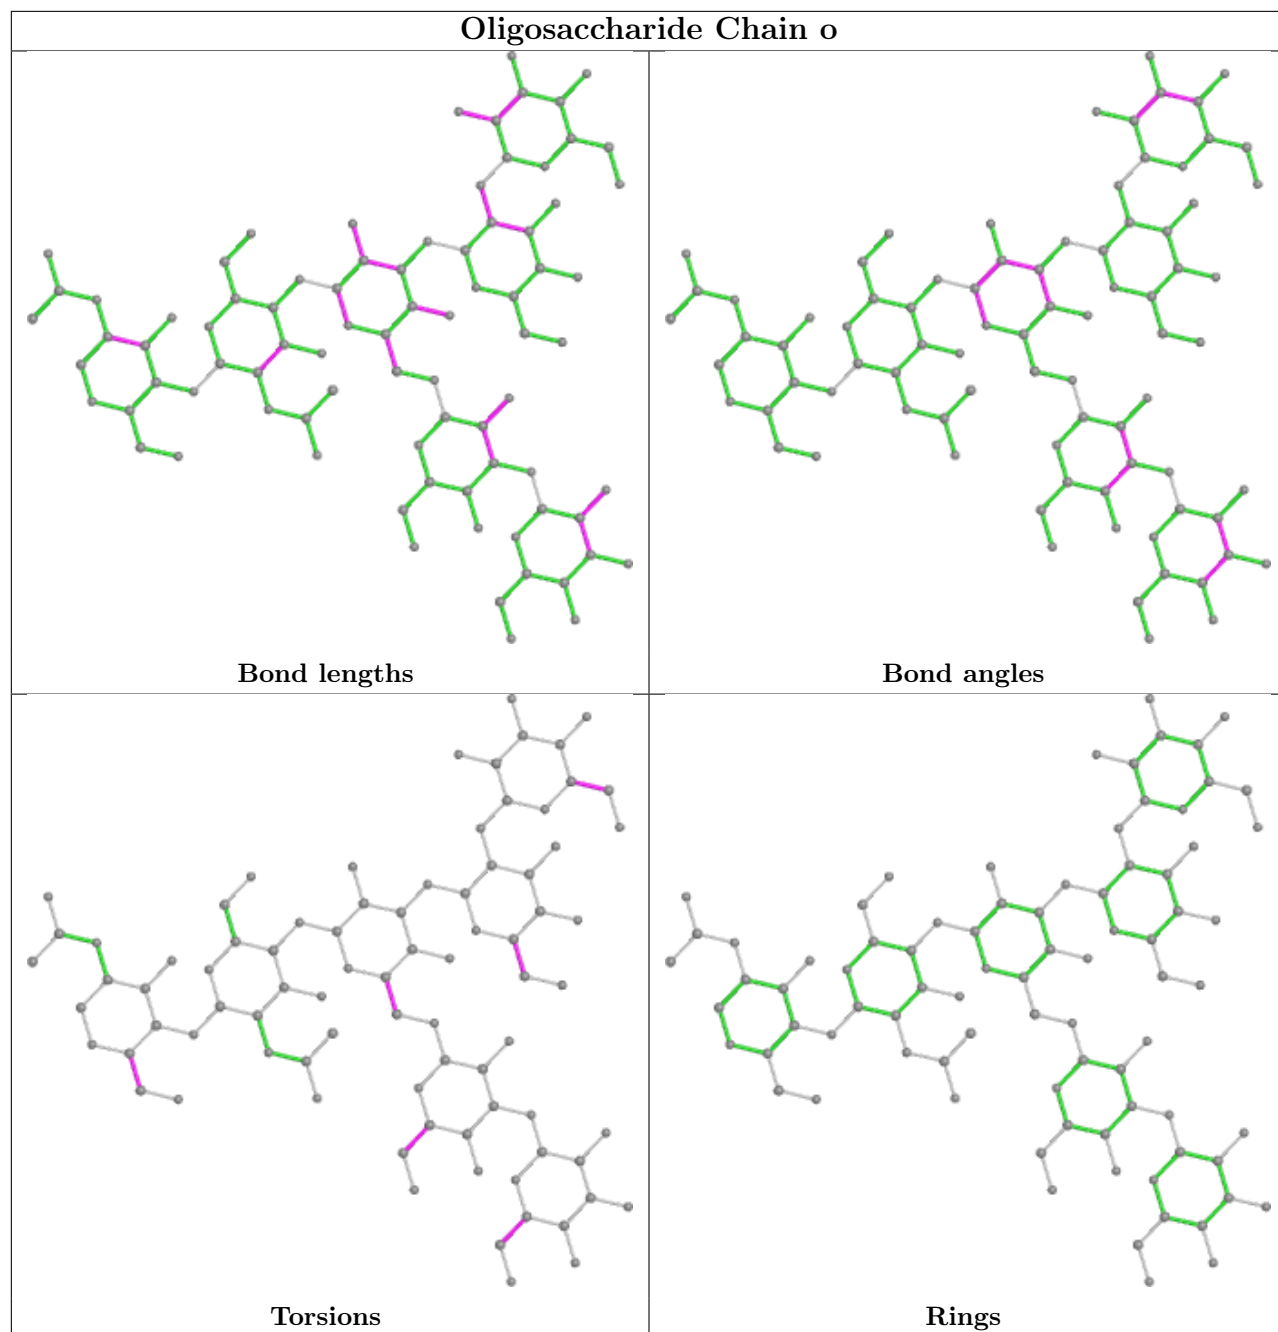 Oligosaccharide Chain o
Bond lengths
Bond angles
Torsions
Rings